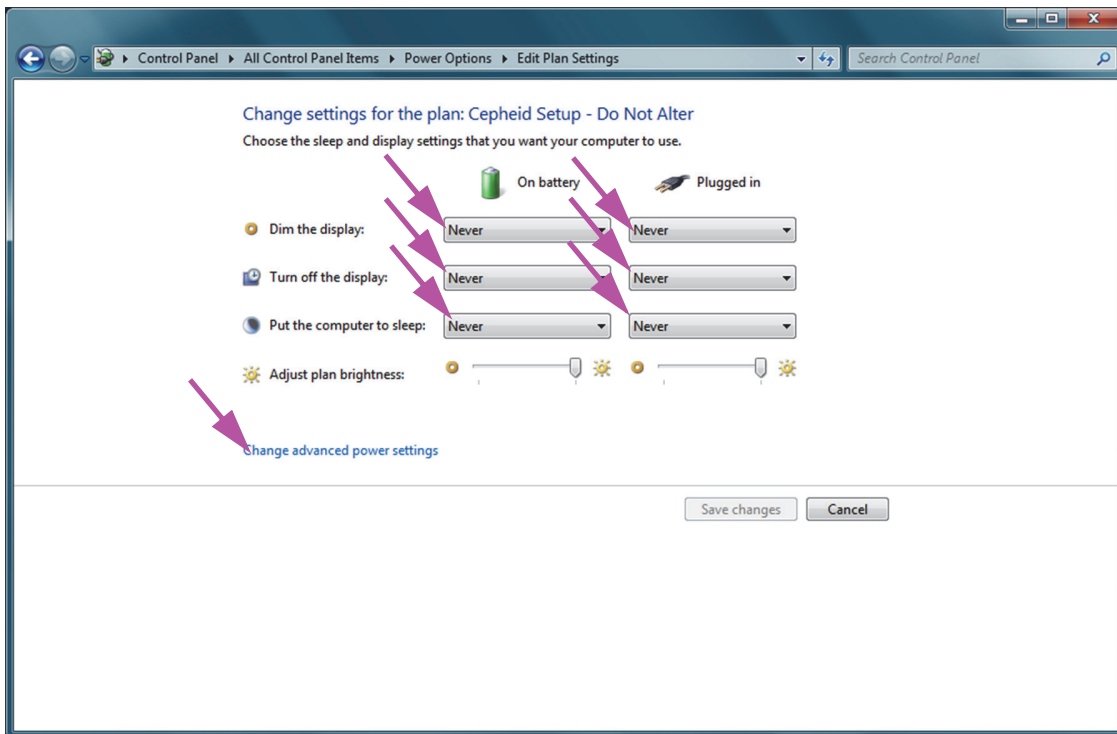 Control Panel ▸ All Control Panel Items ▸ Power Options ▸ Edit Plan Settings
Search Control Panel
Change settings for the plan: Cepheid Setup - Do Not Alter
Choose the sleep and display settings that you want your computer to use.
On battery Plugged in
Dim the display: Never Never
Turn off the display: Never Never
Put the computer to sleep: Never Never
Adjust plan brightness:
Change advanced power settings
Save changes Cancel